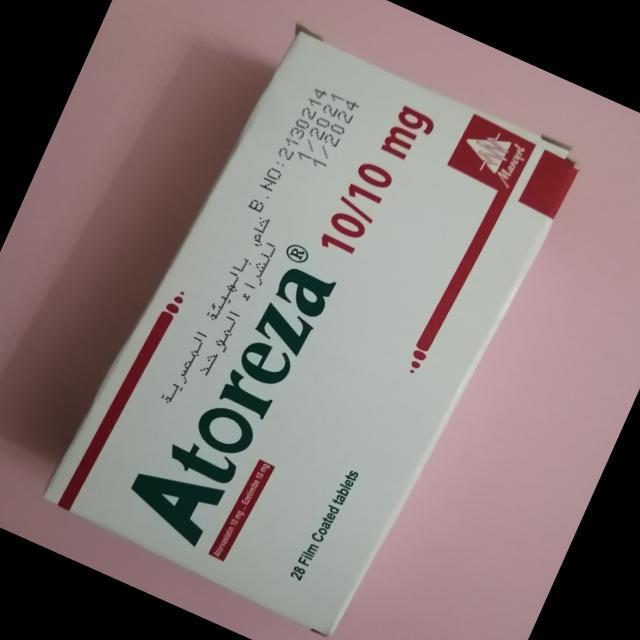 B.NO:2130214
1/2021
1/2024
خاص بالهيئة المصرية
للشراء الموحد
Atoreza®
10/10 mg
Atorvastatin 10 mg - Ezetimibe 10 mg
28 Film Coated tablets
Marcyrl